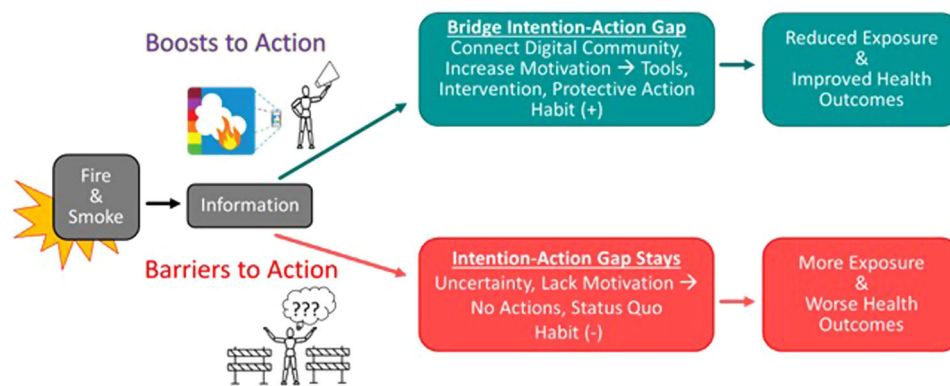 Boosts to Action
Bridge Intention-Action Gap
Connect Digital Community,
Increase Motivation → Tools,
Intervention, Protective Action
Habit (+)
Reduced Exposure
&
Improved Health
Outcomes
Fire
&
Smoke
Information
Barriers to Action
???
Intention-Action Gap Stays
Uncertainty, Lack Motivation →
No Actions, Status Quo
Habit (-)
More Exposure
&
Worse Health
Outcomes